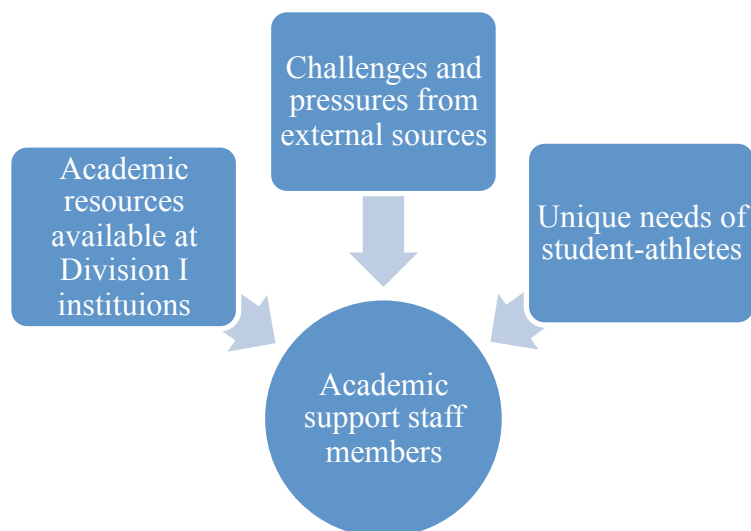 Challenges and
pressures from
external sources
Academic
resources
available at
Division I
instituions
Unique needs of
student-athletes
Academic
support staff
members